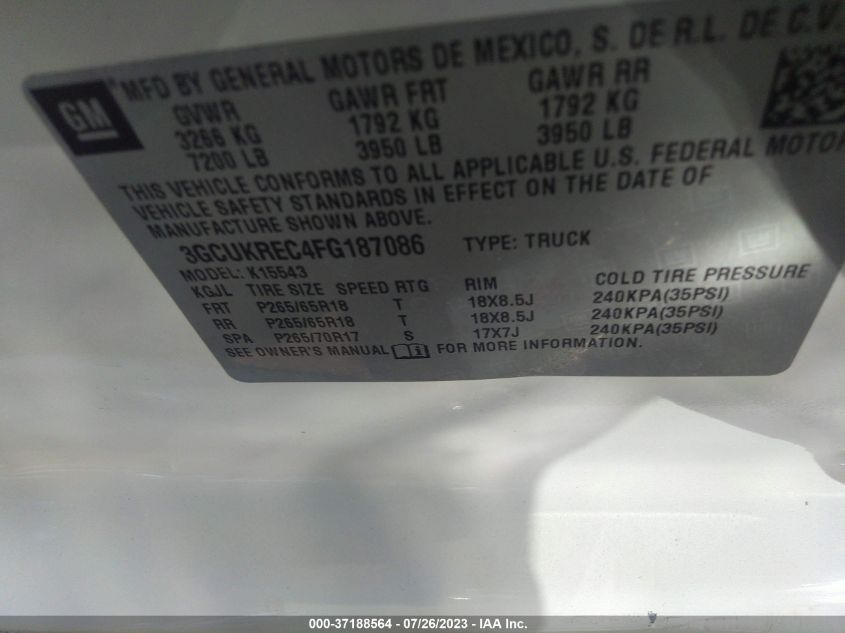 GM
® MFD BY GENERAL MOTORS DE MEXICO, S. DE R.L. DE C.V.
GVWR GAWR FRT GAWR RR
3266 KG 1792 KG 1792 KG
7200 LB 3950 LB 3950 LB
THIS VEHICLE CONFORMS TO ALL APPLICABLE U.S. FEDERAL MOTOR
VEHICLE SAFETY STANDARDS IN EFFECT ON THE DATE OF
MANUFACTURE SHOWN ABOVE.
3GCUKREC4FG187086 TYPE: TRUCK
MODEL: K15543
KGJL TIRE SIZE SPEED RTG RIM COLD TIRE PRESSURE
FRT P265/65R18 T 18X8.5J 240KPA(35PSI)
RR P265/65R18 T 18X8.5J 240KPA(35PSI)
SPA P265/70R17 S 17X7J 240KPA(35PSI)
SEE OWNER'S MANUAL FOR MORE INFORMATION.
000-37188564 - 07/26/2023 - IAA Inc.